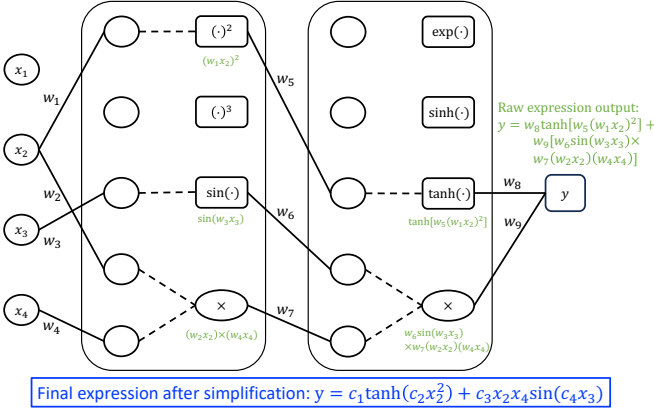 (·)²
exp(·)
(w₁x₂)²
x₁
w₁
w₅
(·)³
sinh(·)
Raw expression output:
y = w₈tanh[w₅(w₁x₂)²] +
w₉[w₆sin(w₃x₃)×
w₇(w₂x₂)(w₄x₄)]
x₂
w₂
sin(·)
tanh(·)
w₈
y
sin(w₃x₃)
w₆
tanh[w₅(w₁x₂)²]
w₉
x₃
w₃
x₄
w₄
×
w₇
×
(w₂x₂)×(w₄x₄)
w₆sin(w₃x₃)
×w₇(w₂x₂)(w₄x₄)
Final expression after simplification: y = c₁tanh(c₂x₂²) + c₃x₂x₄sin(c₄x₃)